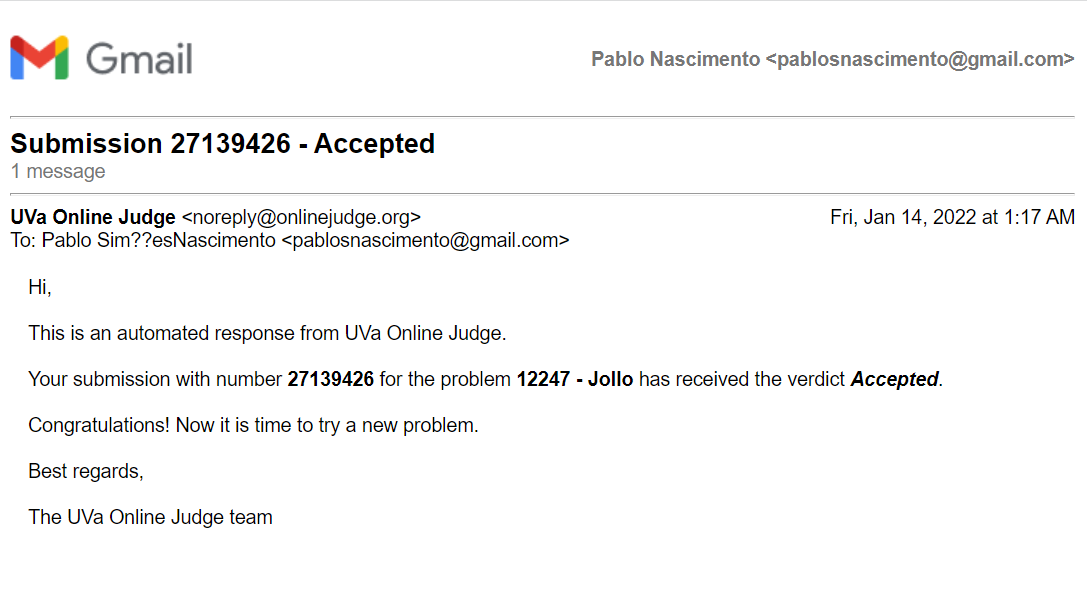 Gmail
Pablo Nascimento <pablosnascimento@gmail.com>
Submission 27139426 - Accepted
1 message
UVa Online Judge <noreply@onlinejudge.org> Fri, Jan 14, 2022 at 1:17 AM
To: Pablo Sim??esNascimento <pablosnascimento@gmail.com>
Hi,
This is an automated response from UVa Online Judge.
Your submission with number 27139426 for the problem 12247 - Jollo has received the verdict Accepted.
Congratulations! Now it is time to try a new problem.
Best regards,
The UVa Online Judge team